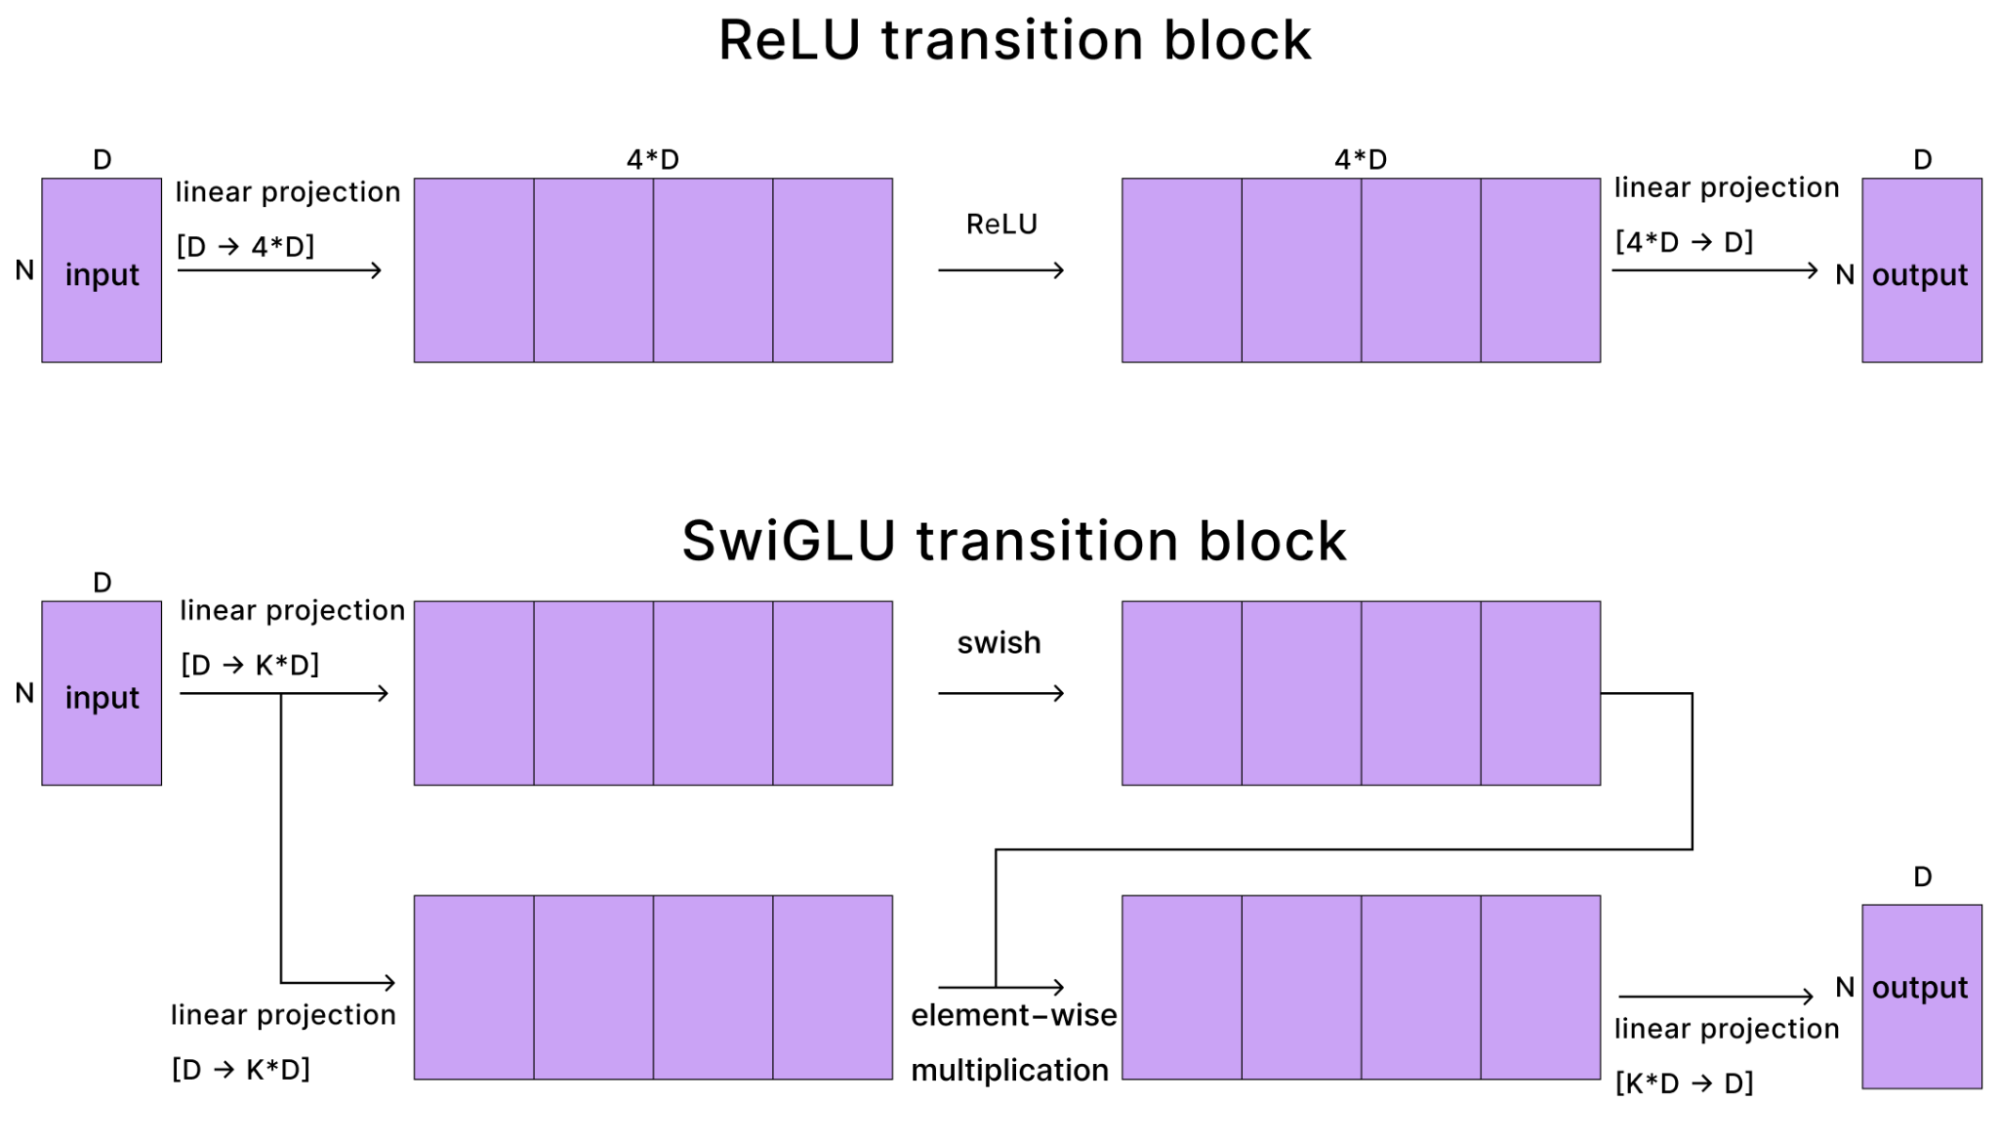 ReLU transition block
D
4*D
4*D
D
linear projection
[D → 4*D]
ReLU
linear projection
[4*D → D]
N
input
N
output
SwiGLU transition block
D
linear projection
[D → K*D]
swish
N
input
D
linear projection
[D → K*D]
element-wise
multiplication
N
output
linear projection
[K*D → D]